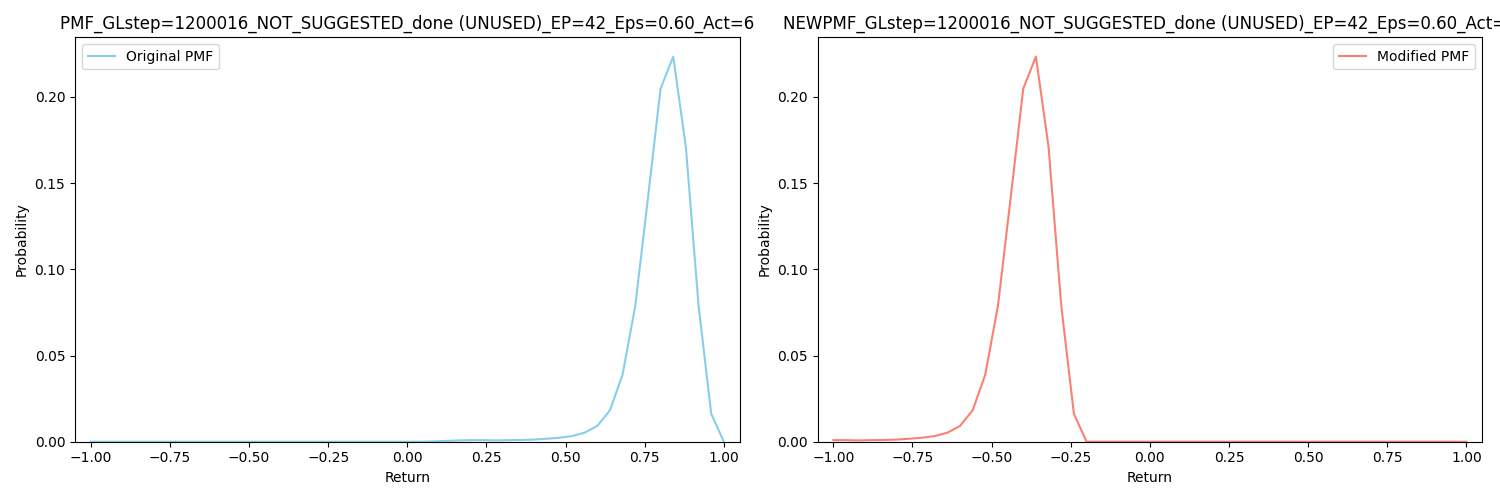 PMF_GLstep=1200016_NOT_SUGGESTED_done (UNUSED)_EP=42_Eps=0.60_Act=6
Original PMF
Probability
0.20
0.15
0.10
0.05
0.00
−1.00 −0.75 −0.50 −0.25 0.00 0.25 0.50 0.75 1.00
Return
NEWPMF_GLstep=1200016_NOT_SUGGESTED_done (UNUSED)_EP=42_Eps=0.60_Act=
Modified PMF
Probability
0.20
0.15
0.10
0.05
0.00
−1.00 −0.75 −0.50 −0.25 0.00 0.25 0.50 0.75 1.00
Return